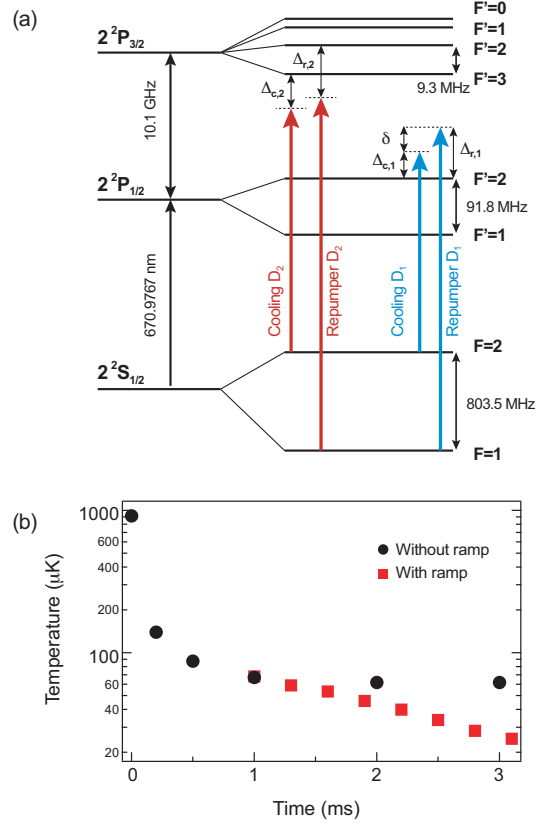 (a)
F'=0
F'=1
2 ²P₃/₂
F'=2
F'=3
Δc,2
Δr,2
9.3 MHz
10.1 GHz
δ
Δc,1
Δr,1
2 ²P₁/₂
F'=2
91.8 MHz
F'=1
670.9767 nm
Cooling D₂
Repumper D₂
Cooling D₁
Repumper D₁
F=2
2 ²S₁/₂
803.5 MHz
F=1
(b)
Temperature (μK)
1000
600
400
200
100
60
40
20
Without ramp
With ramp
0
1
2
3
Time (ms)